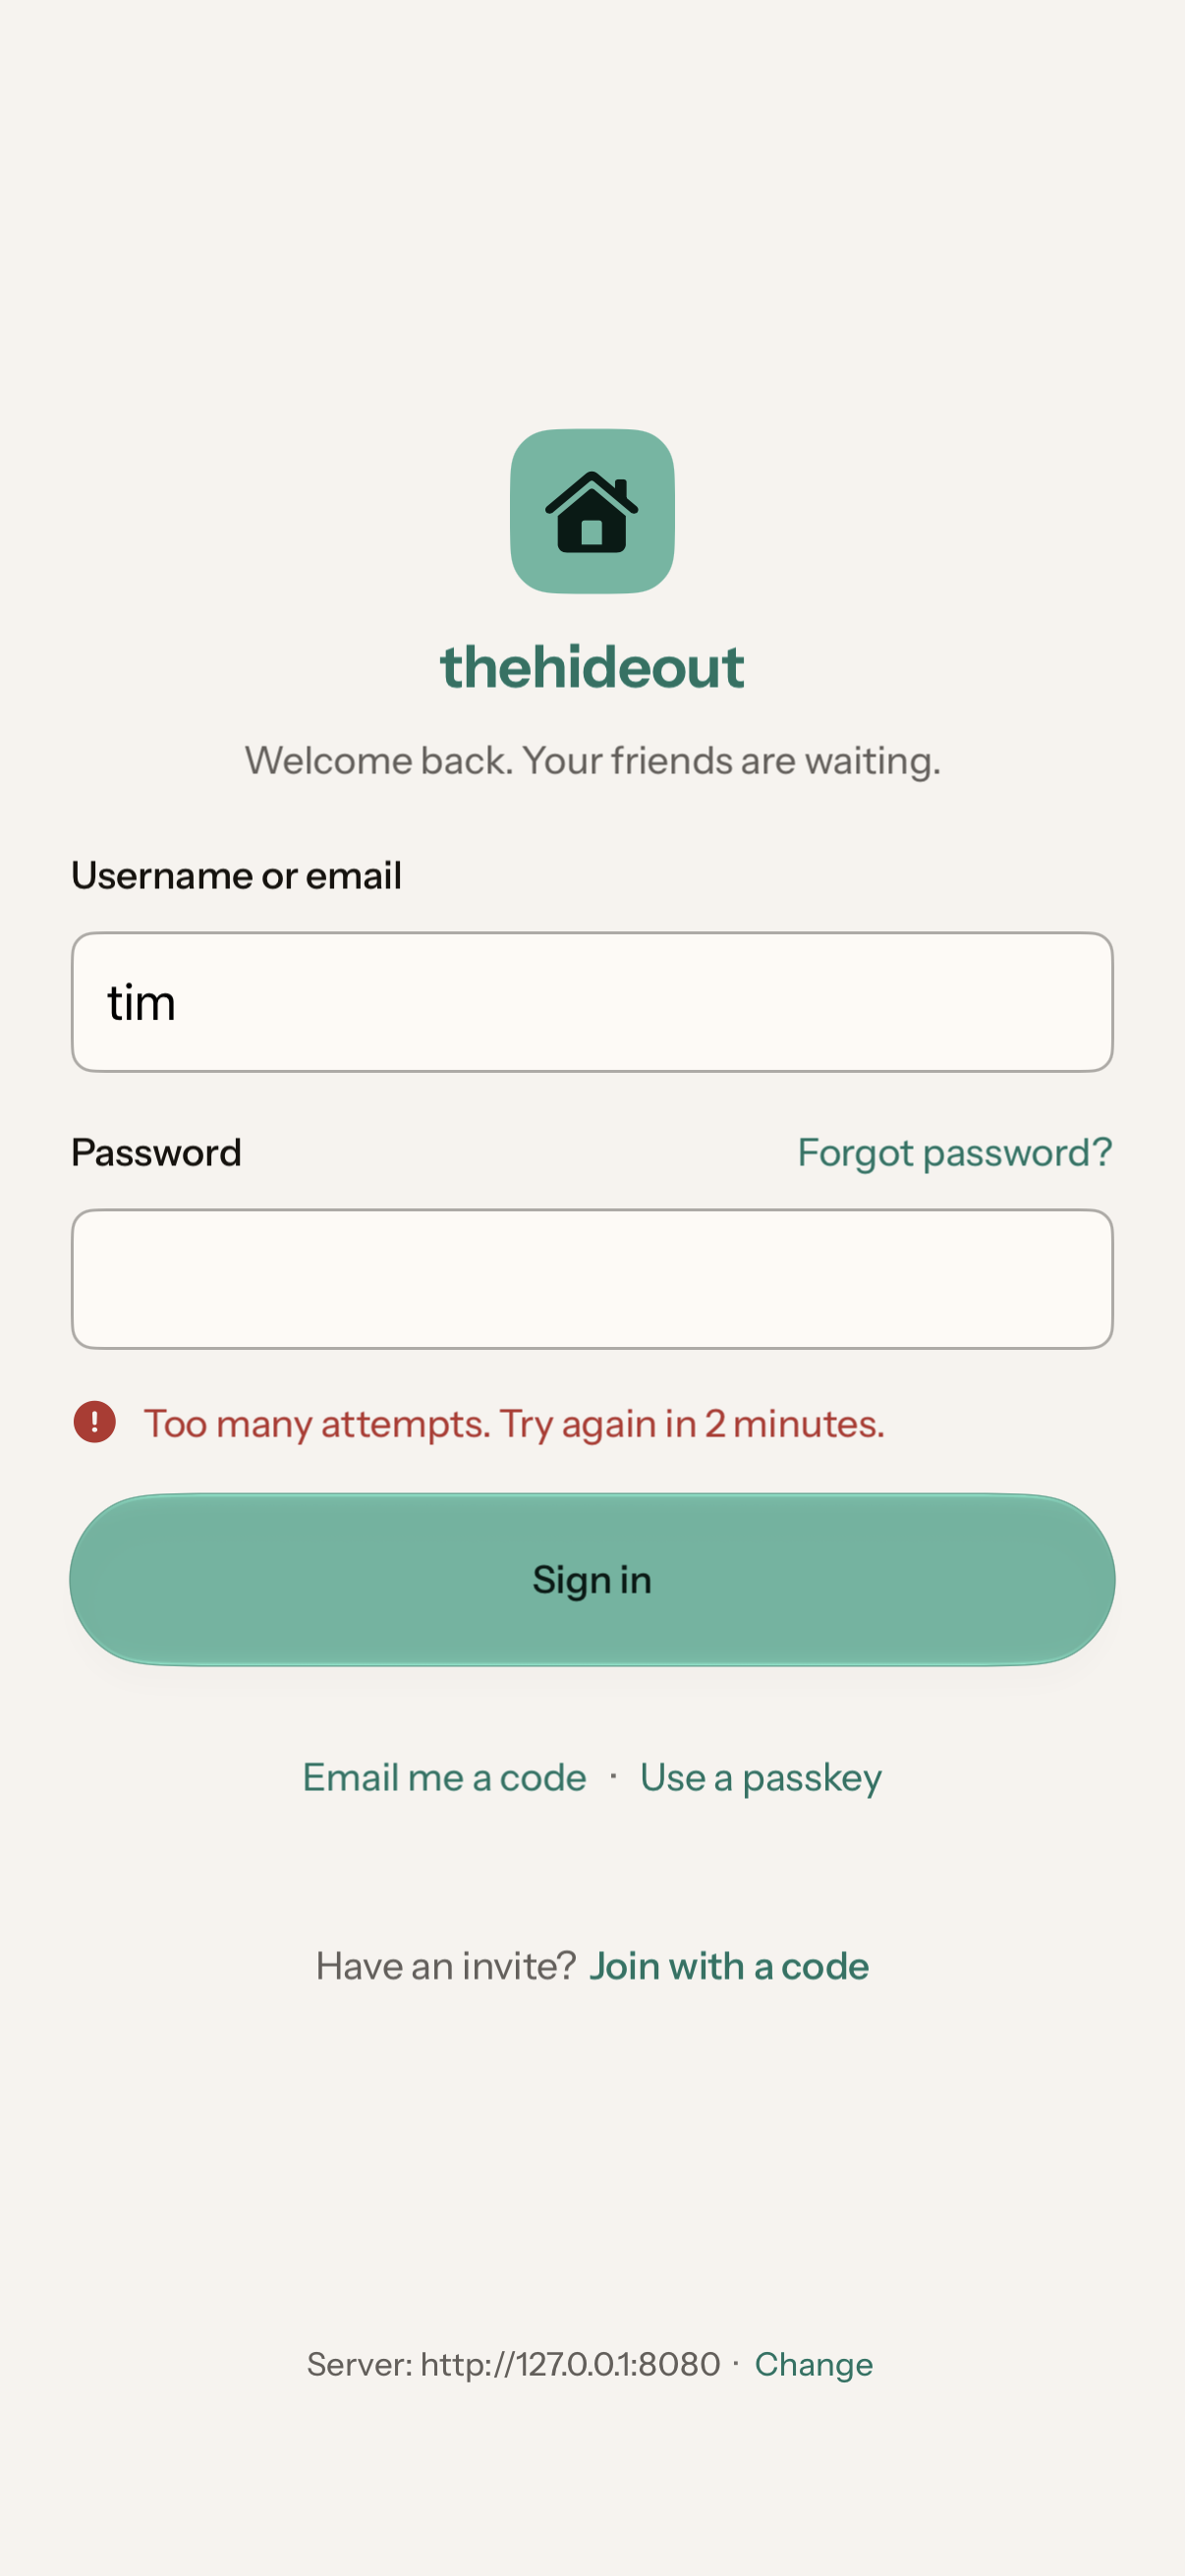 thehideout
Welcome back. Your friends are waiting.
Username or email
tim
Password Forgot password?
Too many attempts. Try again in 2 minutes.
Sign in
Email me a code · Use a passkey
Have an invite? Join with a code
Server: http://127.0.0.1:8080 · Change